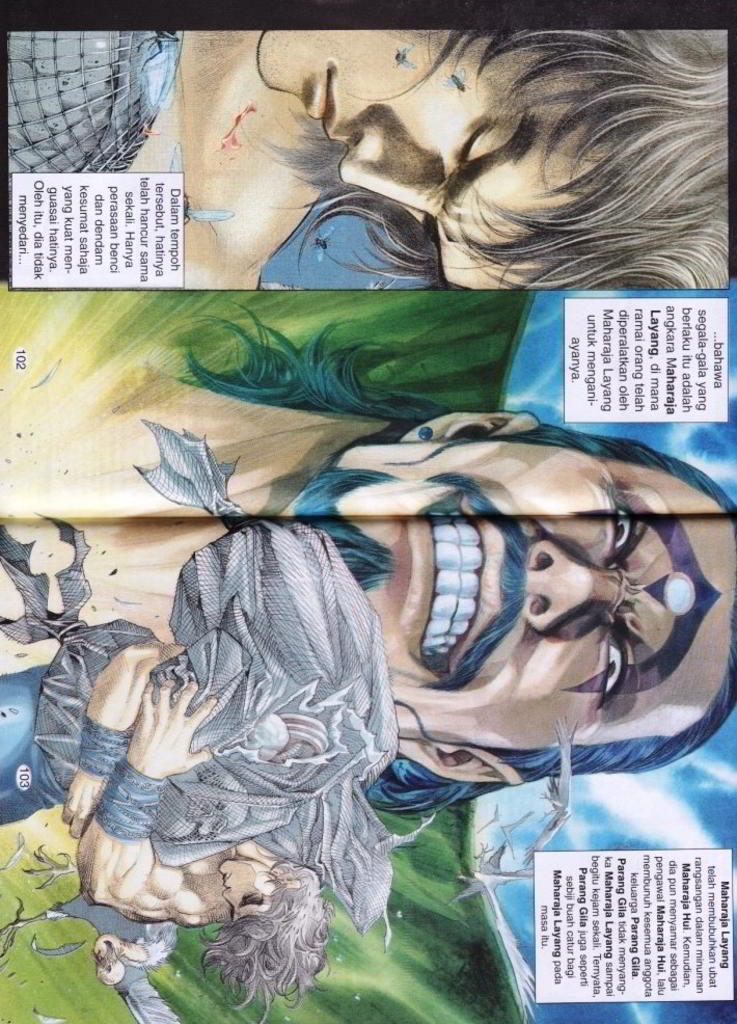 Dalam tempoh
tersebut, hatinya
telah hancur sama
sekali. Hanya
perasaan benci
dan dendam
kesumat sahaja
yang kuat men-
guasai hatinya.
Oleh itu, dia tidak
menyedari...
...bahawa
segala-gala yang
berlaku itu adalah
angkara Maharaja
Layang, di mana
ramai orang telah
diperalatkan oleh
Maharaja Layang
untuk mengani-
ayanya.
102
Maharaja Layang
telah membubuhkan ubat
rangsangan dalam minuman
Maharaja Hui. Kemudian,
dia pun menyamar sebagai
pengawal Maharaja Hui, lalu
membunuh kesemua anggota
keluarga Parang Gila.
Parang Gila tidak menyang-
ka Maharaja Layang sampai
begitu kejam sekali. Ternyata,
Parang Gila juga seperti
sebiji buah catur bagi
Maharaja Layang pada
masa itu.
103